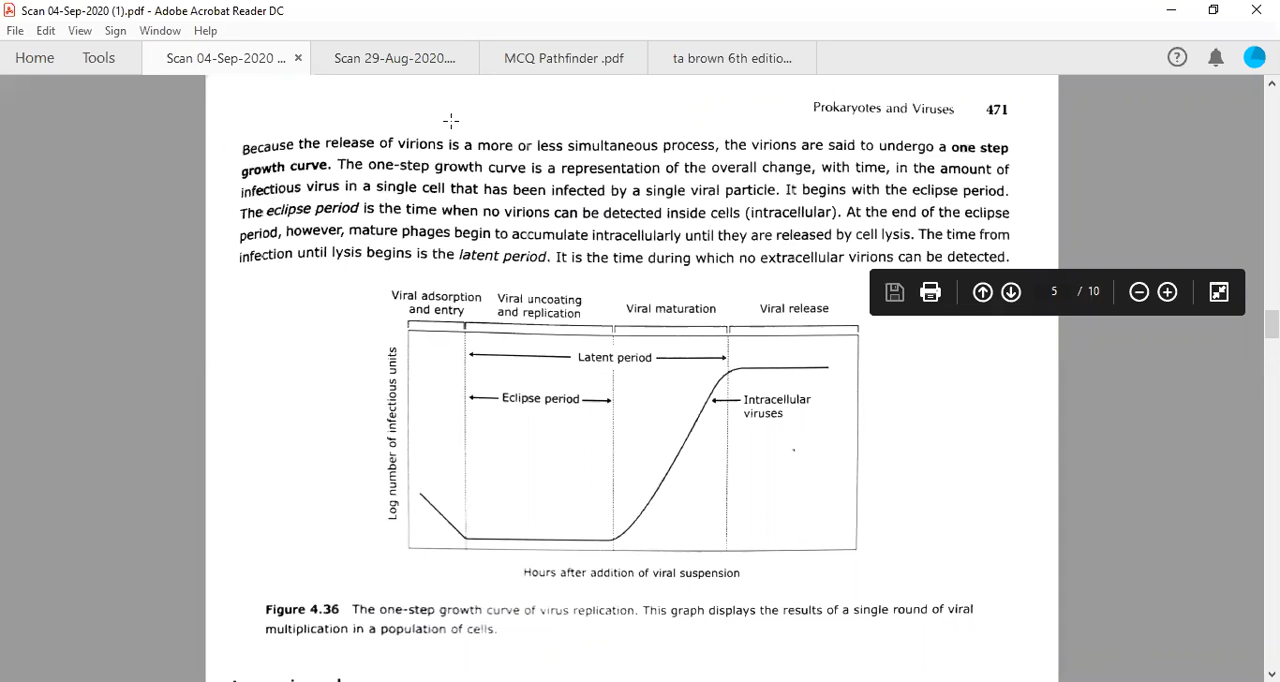 Scan 04-Sep-2020 (1).pdf - Adobe Acrobat Reader DC
File Edit View Sign Window Help
Home Tools Scan 04-Sep-2020 ... × Scan 29-Aug-2020.... MCQ Pathfinder .pdf ta brown 6th editio...
Prokaryotes and Viruses 471
Because the release of virions is a more or less simultaneous process, the virions are said to undergo a one step
growth curve. The one-step growth curve is a representation of the overall change, with time, in the amount of
infectious virus in a single cell that has been infected by a single viral particle. It begins with the eclipse period.
The eclipse period is the time when no virions can be detected inside cells (intracellular). At the end of the eclipse
period, however, mature phages begin to accumulate intracellularly until they are released by cell lysis. The time from
infection until lysis begins is the latent period. It is the time during which no extracellular virions can be detected.
5 / 10
Viral adsorption
and entry
Viral uncoating
and replication
Viral maturation
Viral release
Latent period
Eclipse period
Intracellular
viruses
Log number of infectious units
Hours after addition of viral suspension
Figure 4.36 The one-step growth curve of virus replication. This graph displays the results of a single round of viral
multiplication in a population of cells.